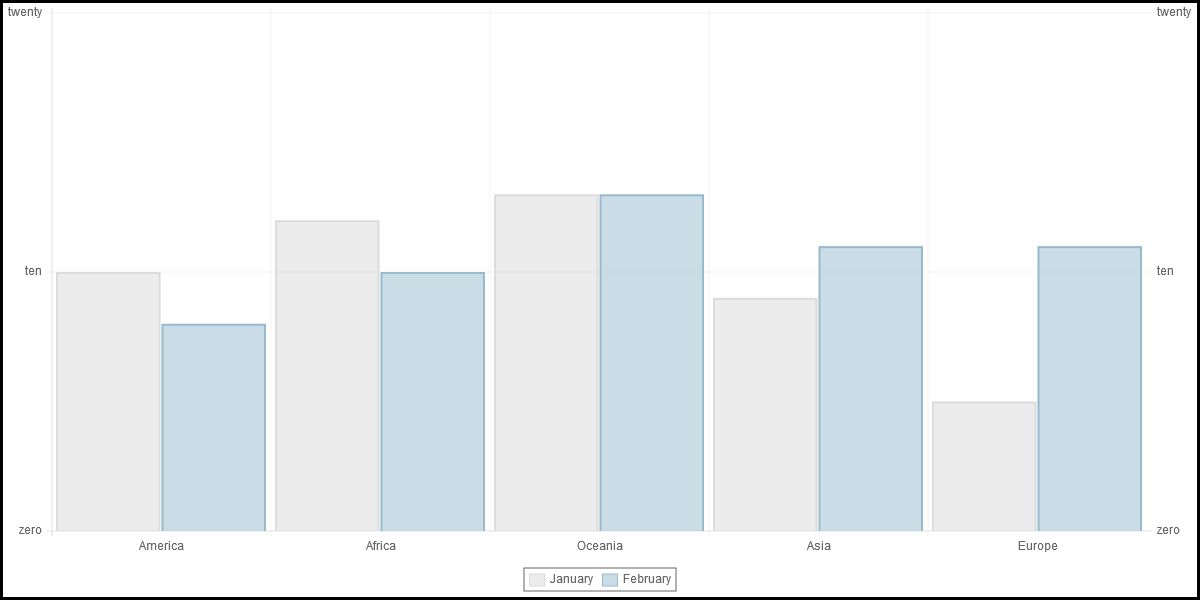 twenty
twenty
ten
ten
zero
zero
America
Africa
Oceania
Asia
Europe
January
February